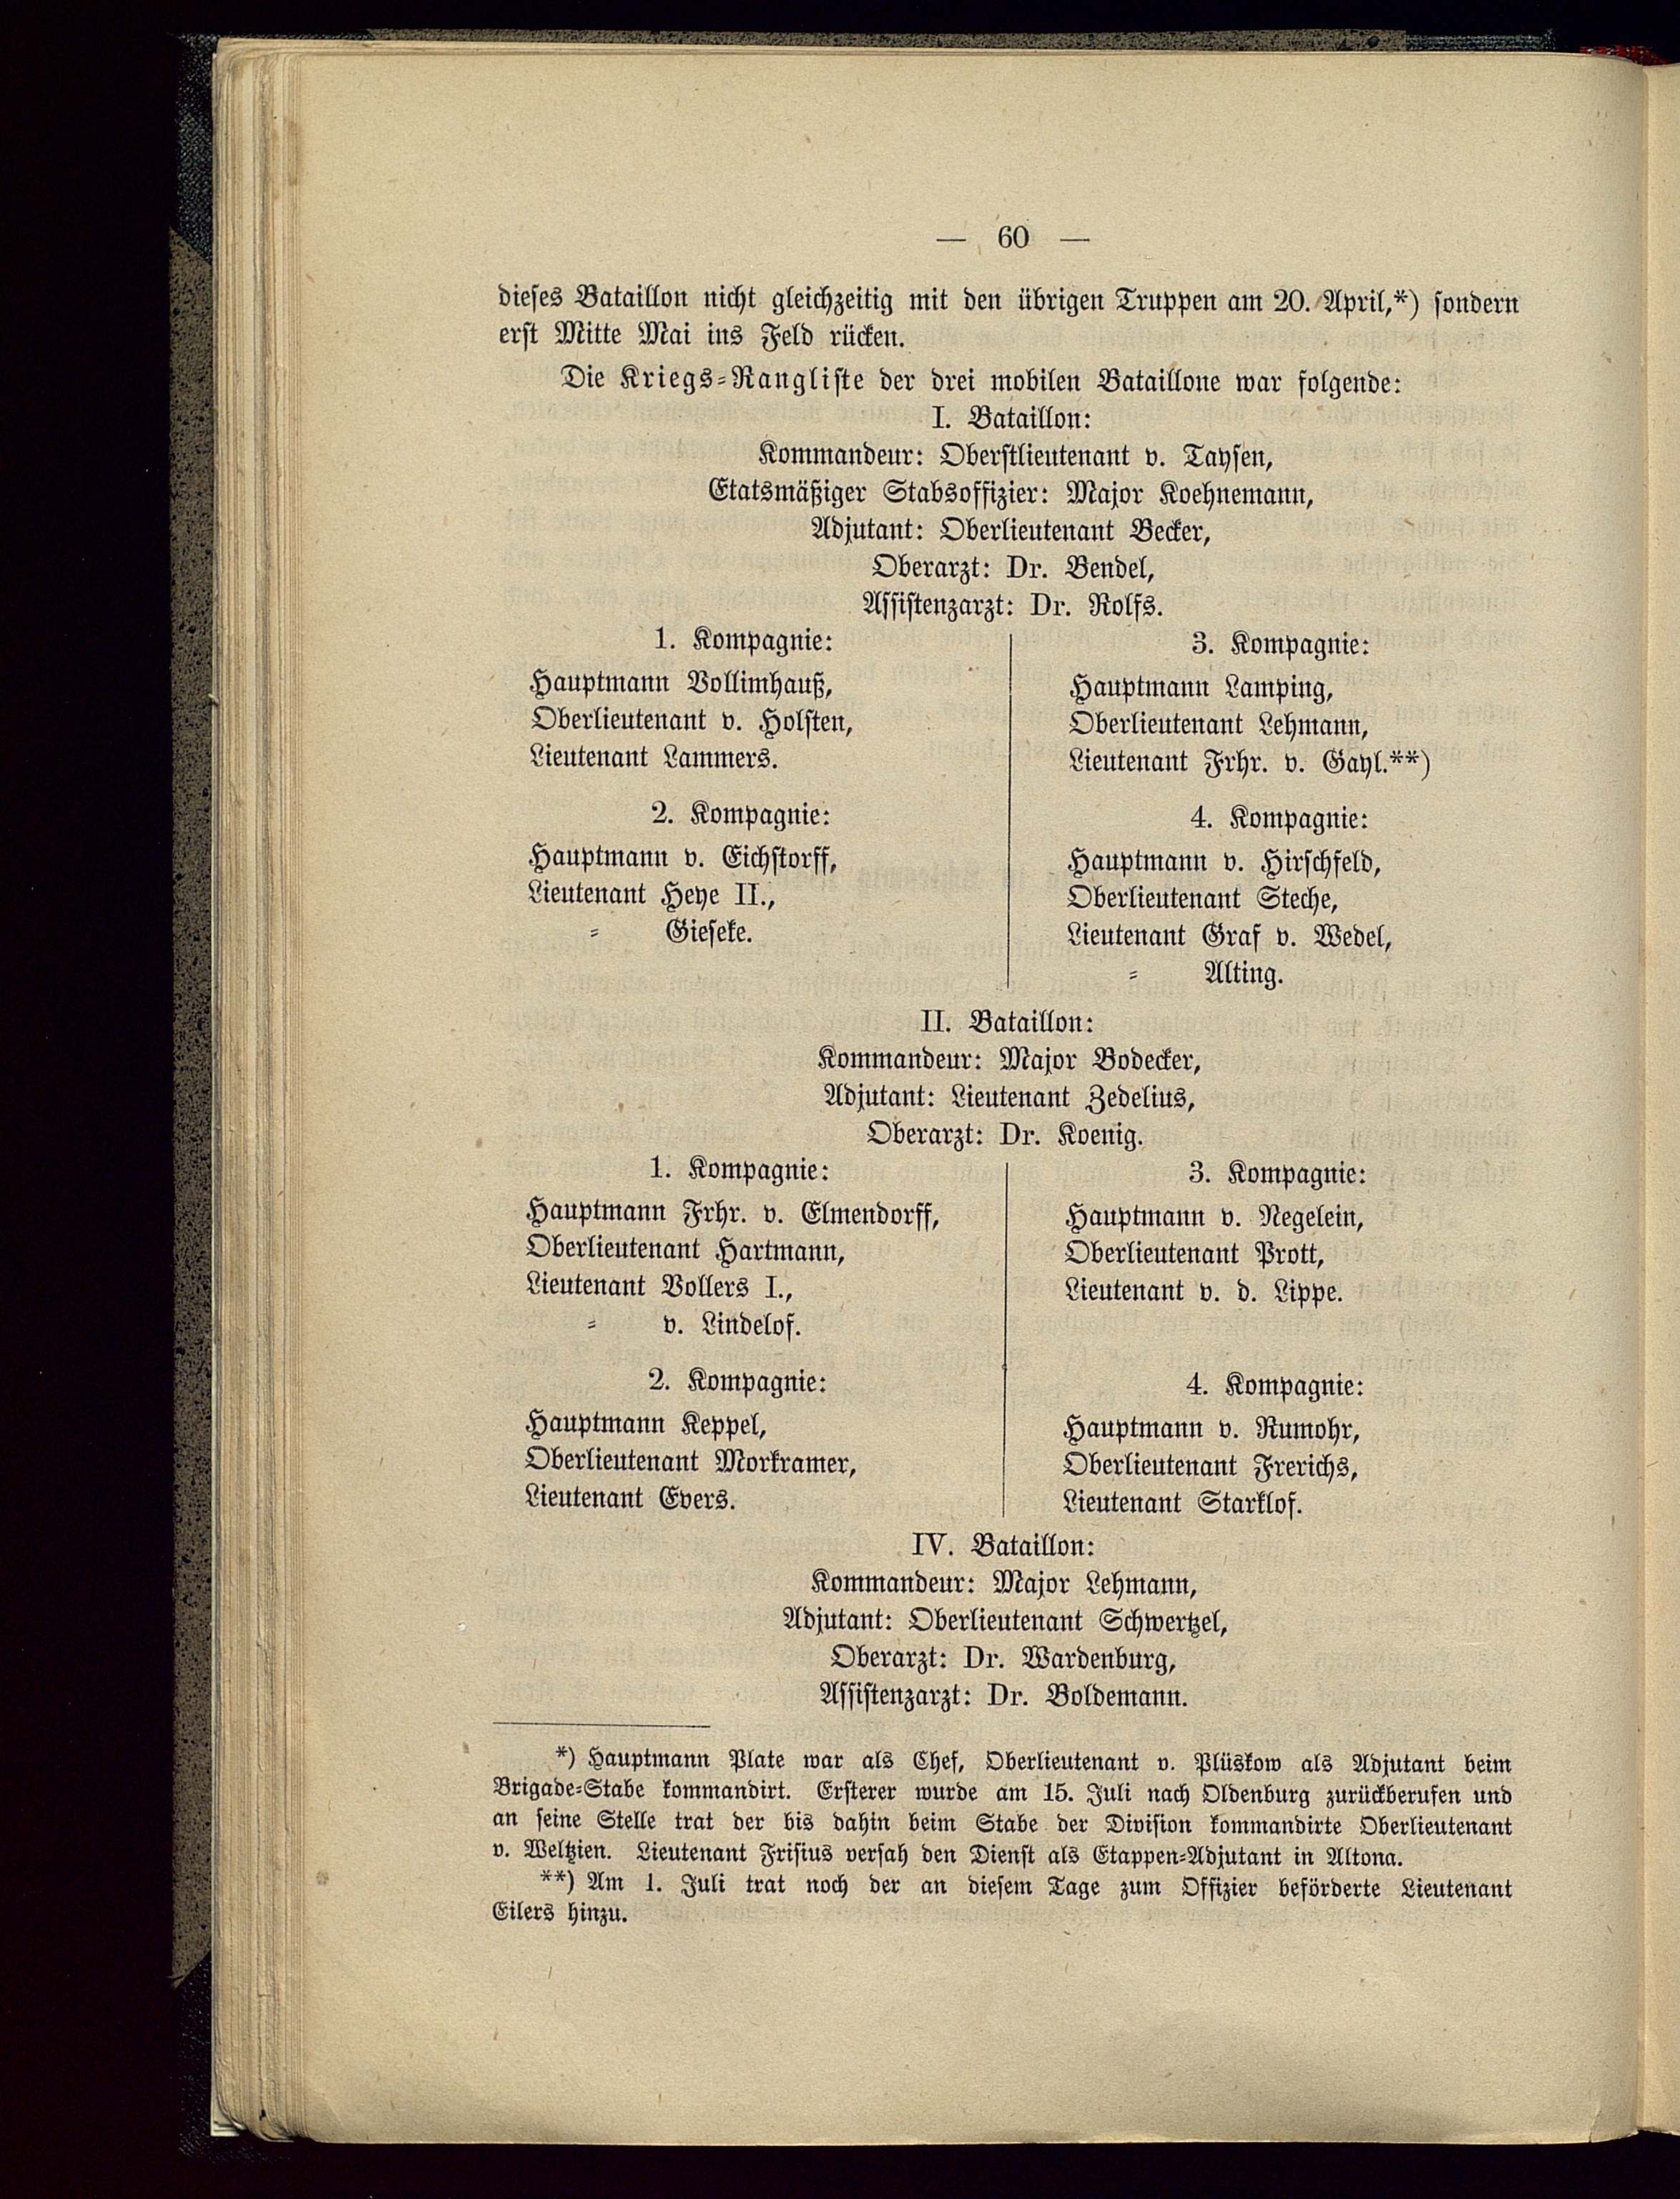 — 60 —
dieses Bataillon nicht gleichzeitig mit den übrigen Truppen am 20. April,*) sondern
erst Mitte Mai ins Feld rücken.
Die Kriegs-Rangliste der drei mobilen Bataillone war folgende:
I. Bataillon:
Kommandeur: Oberstlieutenant v. Taysen,
Etatsmäßiger Stabsoffizier: Major Koehnemann,
Adjutant: Oberlieutenant Becker,
Oberarzt: Dr. Bendel,
Assistenzarzt: Dr. Rolfs.
1. Kompagnie:
Hauptmann Vollimhauß,
Oberlieutenant v. Holsten,
Lieutenant Lammers.
2. Kompagnie:
Hauptmann v. Eichstorff,
Lieutenant Heye II.,
= Gieseke.
3. Kompagnie:
Hauptmann Lamping,
Oberlieutenant Lehmann,
Lieutenant Frhr. v. Gayl.**)
4. Kompagnie:
Hauptmann v. Hirschfeld,
Oberlieutenant Steche,
Lieutenant Graf v. Wedel,
= Alting.
II. Bataillon:
Kommandeur: Major Bodecker,
Adjutant: Lieutenant Zedelius,
Oberarzt: Dr. Koenig.
1. Kompagnie:
Hauptmann Frhr. v. Elmendorff,
Oberlieutenant Hartmann,
Lieutenant Vollers I.,
= v. Lindelof.
2. Kompagnie:
Hauptmann Keppel,
Oberlieutenant Morkramer,
Lieutenant Evers.
3. Kompagnie:
Hauptmann v. Negelein,
Oberlieutenant Prott,
Lieutenant v. d. Lippe.
4. Kompagnie:
Hauptmann v. Rumohr,
Oberlieutenant Frerichs,
Lieutenant Starklof.
IV. Bataillon:
Kommandeur: Major Lehmann,
Adjutant: Oberlieutenant Schwertzel,
Oberarzt: Dr. Wardenburg,
Assistenzarzt: Dr. Boldemann.
*) Hauptmann Plate war als Chef, Oberlieutenant v. Plüskow als Adjutant beim
Brigade-Stabe kommandirt. Ersterer wurde am 15. Juli nach Oldenburg zurückberufen und
an seine Stelle trat der bis dahin beim Stabe der Division kommandirte Oberlieutenant
v. Weltzien. Lieutenant Frisius versah den Dienst als Etappen-Adjutant in Altona.
**) Am 1. Juli trat noch der an diesem Tage zum Offizier beförderte Lieutenant
Eilers hinzu.